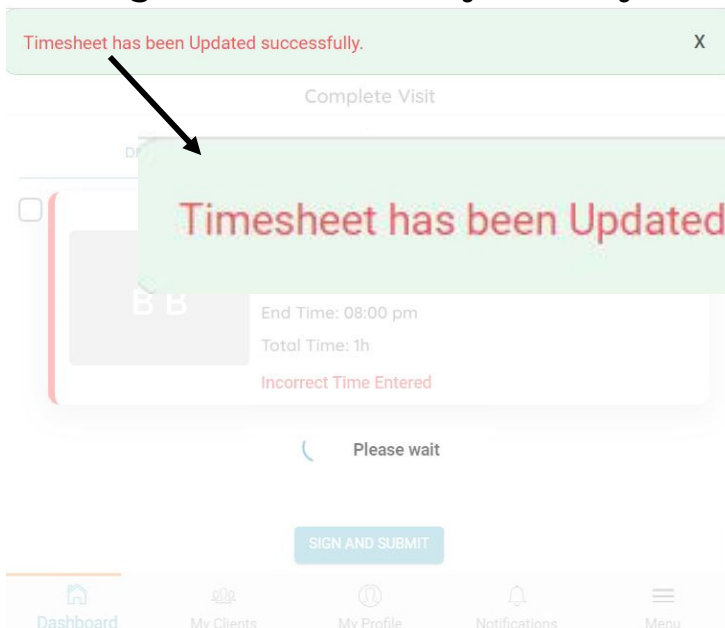 Timesheet has been Updated successfully. X
Complete Visit
Timesheet has been Updated
B B
End Time: 08:00 pm
Total Time: 1h
Incorrect Time Entered
Please wait
SIGN AND SUBMIT
Dashboard My Clients My Profile Notifications Menu